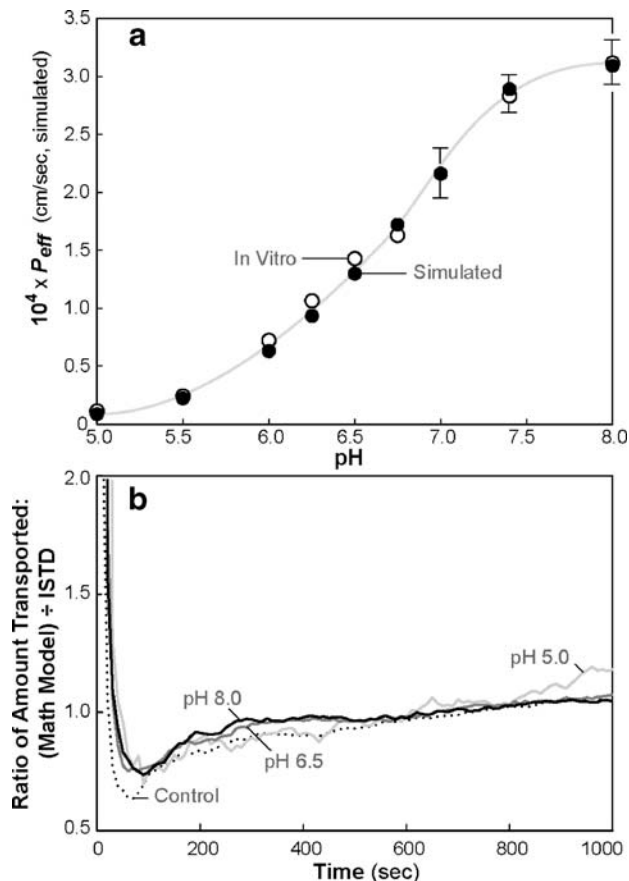 a
10⁴ x Peff (cm/sec, simulated)
3.5
3.0
2.5
2.0
1.5
1.0
0.5
0
In Vitro
Simulated
5.0 5.5 6.0 6.5 7.0 7.5 8.0
pH
b
Ratio of Amount Transported:
(Math Model) ÷ ISTD
2.0
1.5
1.0
0.5
pH 5.0
pH 8.0
pH 6.5
Control
0 200 400 600 800 1000
Time (sec)